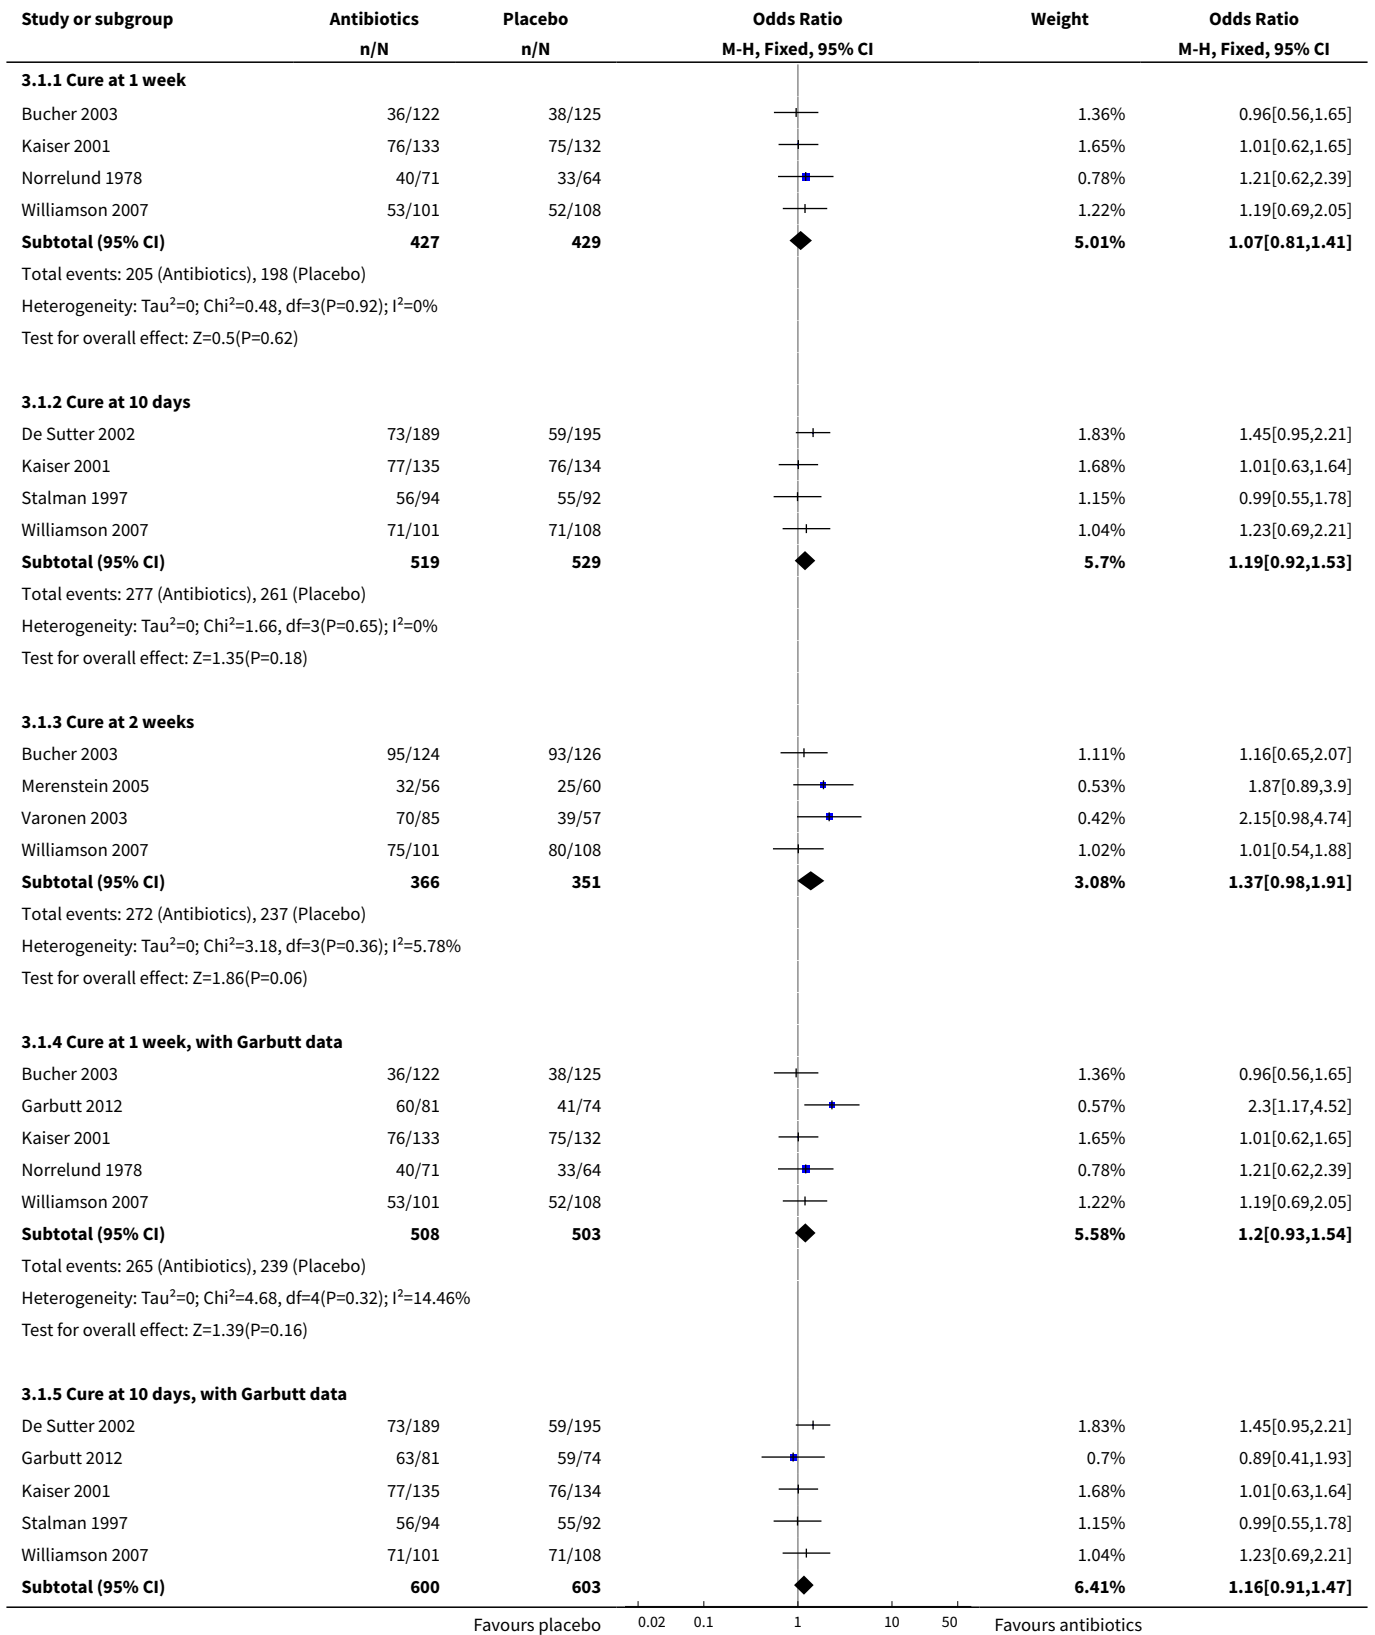 Study or subgroup Antibiotics Placebo Odds Ratio Weight Odds Ratio
n/N n/N M-H, Fixed, 95% CI M-H, Fixed, 95% CI
3.1.1 Cure at 1 week
Bucher 2003 36/122 38/125 1.36% 0.96[0.56,1.65]
Kaiser 2001 76/133 75/132 1.65% 1.01[0.62,1.65]
Norrelund 1978 40/71 33/64 0.78% 1.21[0.62,2.39]
Williamson 2007 53/101 52/108 1.22% 1.19[0.69,2.05]
Subtotal (95% CI) 427 429 5.01% 1.07[0.81,1.41]
Total events: 205 (Antibiotics), 198 (Placebo)
Heterogeneity: Tau²=0; Chi²=0.48, df=3(P=0.92); I²=0%
Test for overall effect: Z=0.5(P=0.62)
3.1.2 Cure at 10 days
De Sutter 2002 73/189 59/195 1.83% 1.45[0.95,2.21]
Kaiser 2001 77/135 76/134 1.68% 1.01[0.63,1.64]
Stalman 1997 56/94 55/92 1.15% 0.99[0.55,1.78]
Williamson 2007 71/101 71/108 1.04% 1.23[0.69,2.21]
Subtotal (95% CI) 519 529 5.7% 1.19[0.92,1.53]
Total events: 277 (Antibiotics), 261 (Placebo)
Heterogeneity: Tau²=0; Chi²=1.66, df=3(P=0.65); I²=0%
Test for overall effect: Z=1.35(P=0.18)
3.1.3 Cure at 2 weeks
Bucher 2003 95/124 93/126 1.11% 1.16[0.65,2.07]
Merenstein 2005 32/56 25/60 0.53% 1.87[0.89,3.9]
Varonen 2003 70/85 39/57 0.42% 2.15[0.98,4.74]
Williamson 2007 75/101 80/108 1.02% 1.01[0.54,1.88]
Subtotal (95% CI) 366 351 3.08% 1.37[0.98,1.91]
Total events: 272 (Antibiotics), 237 (Placebo)
Heterogeneity: Tau²=0; Chi²=3.18, df=3(P=0.36); I²=5.78%
Test for overall effect: Z=1.86(P=0.06)
3.1.4 Cure at 1 week, with Garbutt data
Bucher 2003 36/122 38/125 1.36% 0.96[0.56,1.65]
Garbutt 2012 60/81 41/74 0.57% 2.3[1.17,4.52]
Kaiser 2001 76/133 75/132 1.65% 1.01[0.62,1.65]
Norrelund 1978 40/71 33/64 0.78% 1.21[0.62,2.39]
Williamson 2007 53/101 52/108 1.22% 1.19[0.69,2.05]
Subtotal (95% CI) 508 503 5.58% 1.2[0.93,1.54]
Total events: 265 (Antibiotics), 239 (Placebo)
Heterogeneity: Tau²=0; Chi²=4.68, df=4(P=0.32); I²=14.46%
Test for overall effect: Z=1.39(P=0.16)
3.1.5 Cure at 10 days, with Garbutt data
De Sutter 2002 73/189 59/195 1.83% 1.45[0.95,2.21]
Garbutt 2012 63/81 59/74 0.7% 0.89[0.41,1.93]
Kaiser 2001 77/135 76/134 1.68% 1.01[0.63,1.64]
Stalman 1997 56/94 55/92 1.15% 0.99[0.55,1.78]
Williamson 2007 71/101 71/108 1.04% 1.23[0.69,2.21]
Subtotal (95% CI) 600 603 6.41% 1.16[0.91,1.47]
Favours placebo 0.02 0.1 1 10 50 Favours antibiotics